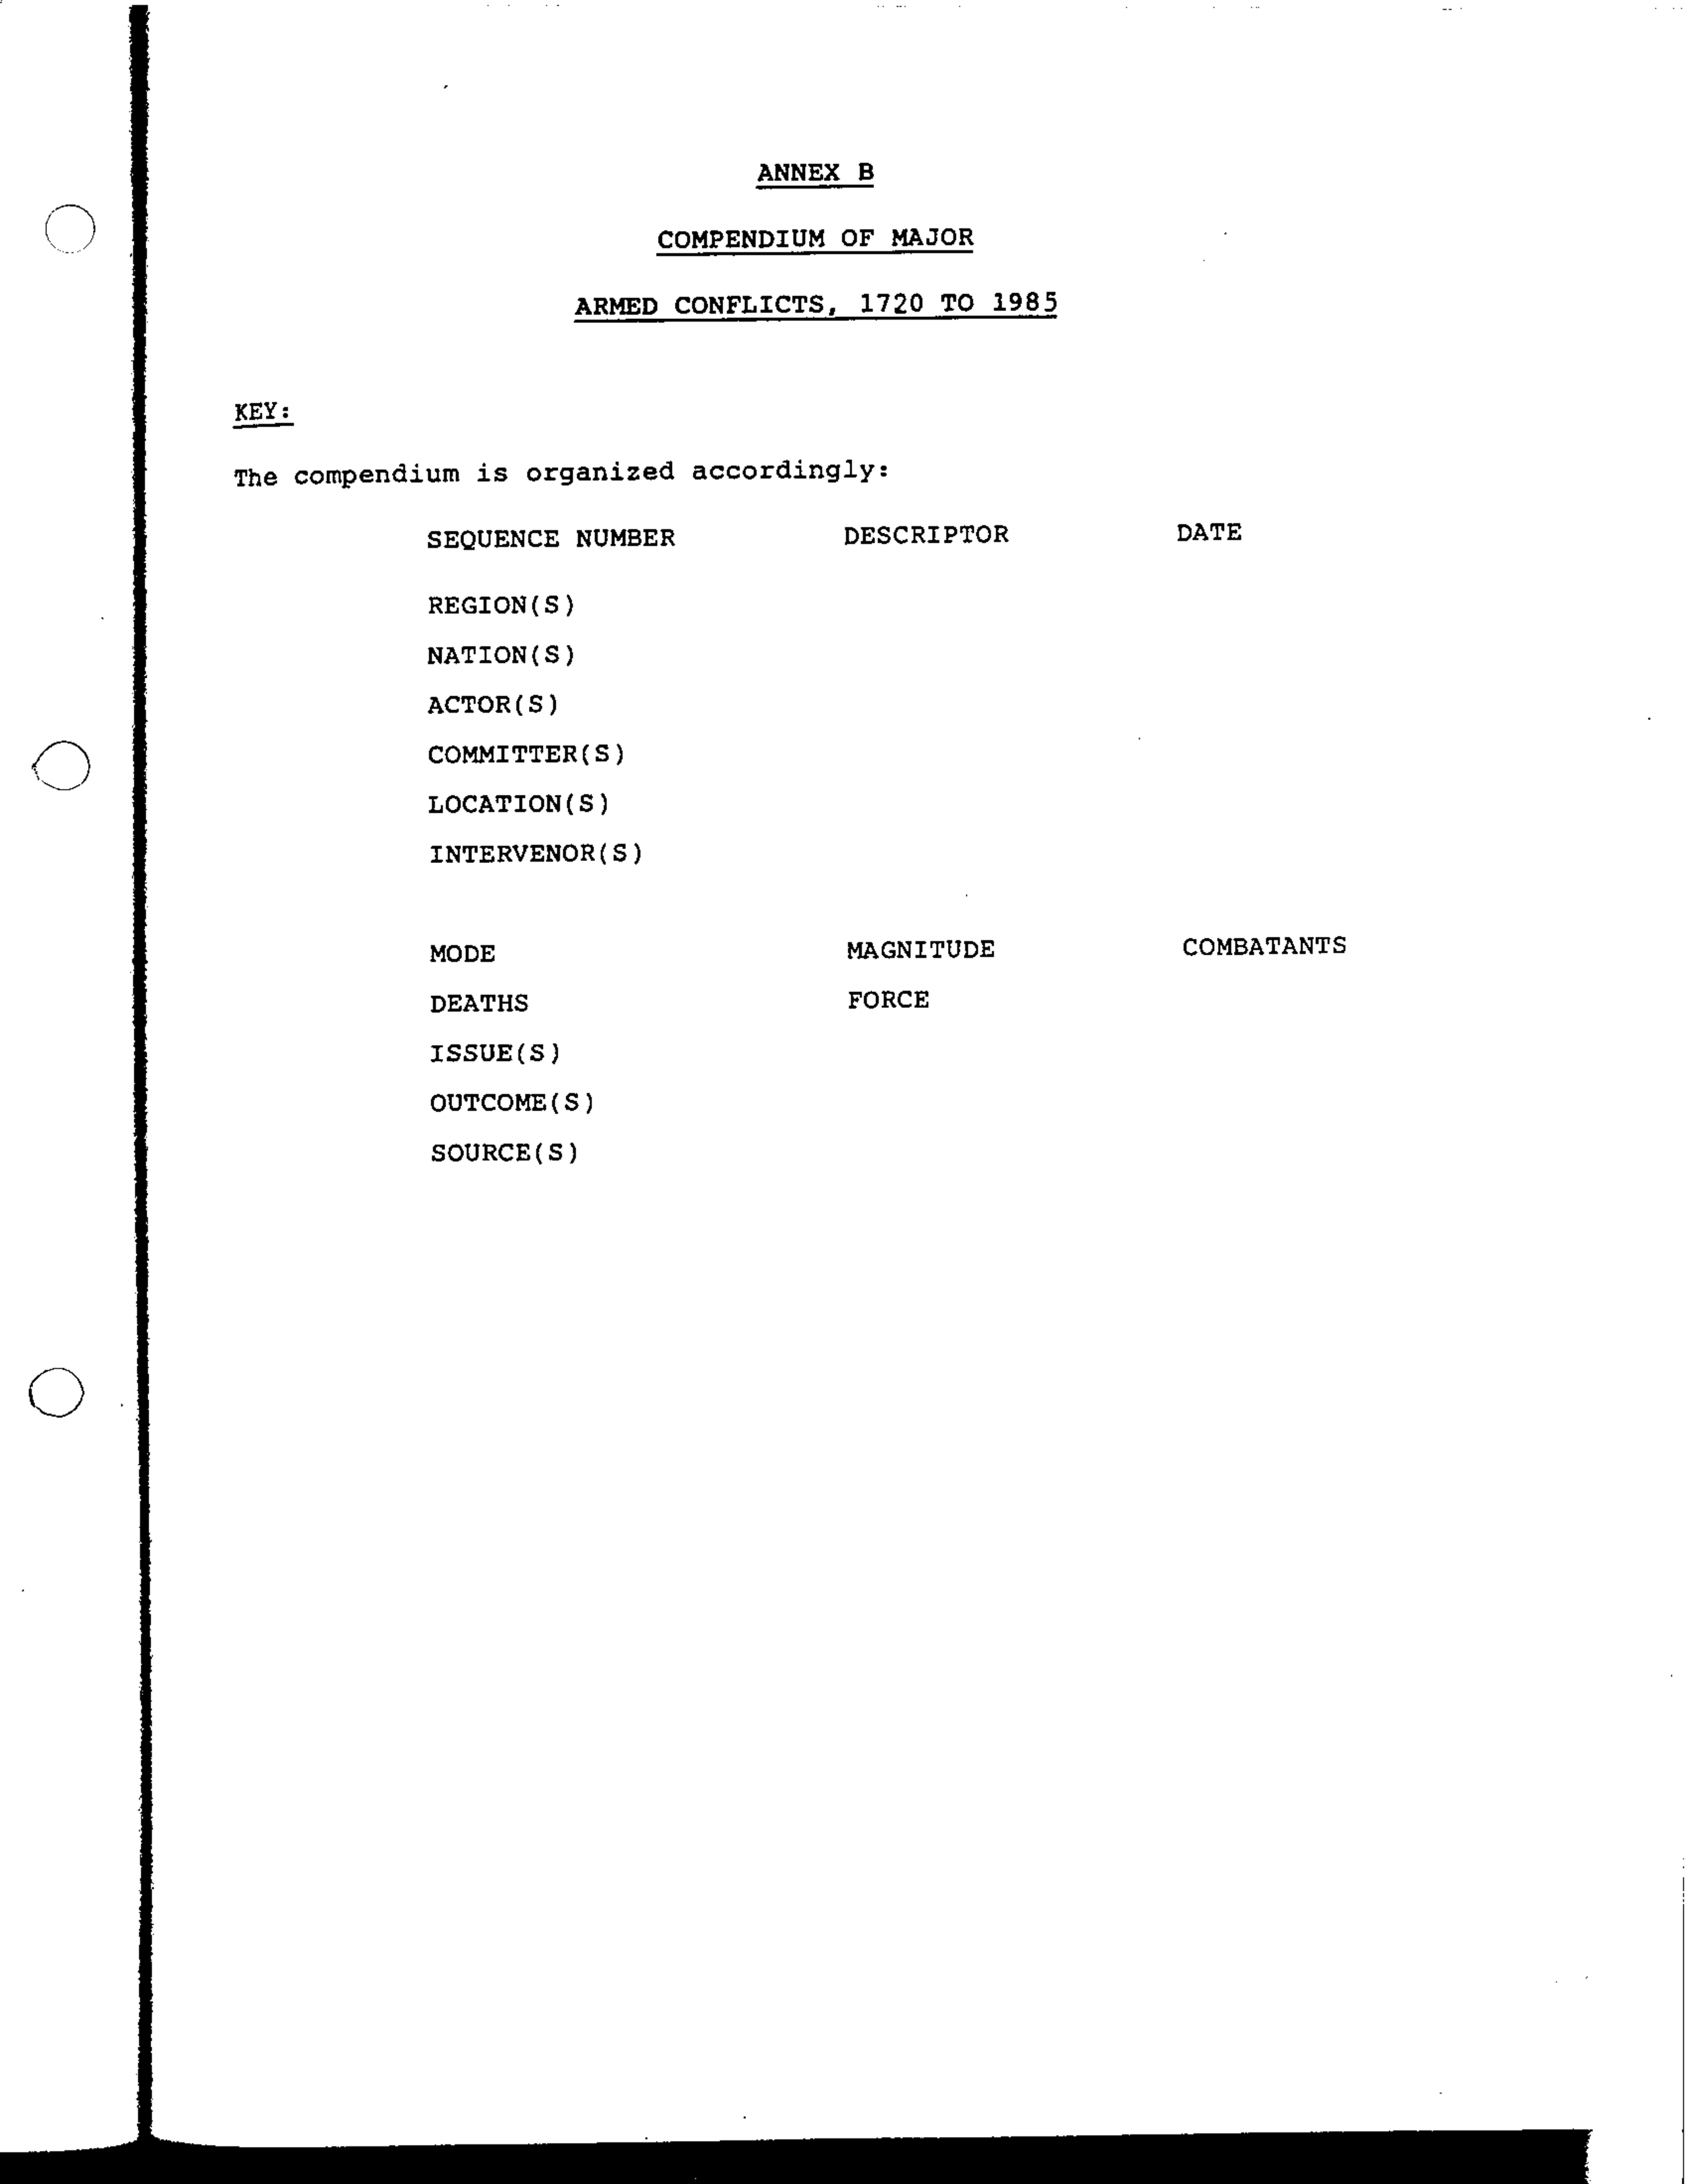 ANNEX B
COMPENDIUM OF MAJOR
ARMED CONFLICTS, 1720 TO 1985
KEY:
The compendium is organized accordingly:
SEQUENCE NUMBER DESCRIPTOR DATE
REGION(S)
NATION(S)
ACTOR(S)
COMMITTER(S)
LOCATION(S)
INTERVENOR(S)
MODE MAGNITUDE COMBATANTS
DEATHS FORCE
ISSUE(S)
OUTCOME(S)
SOURCE(S)